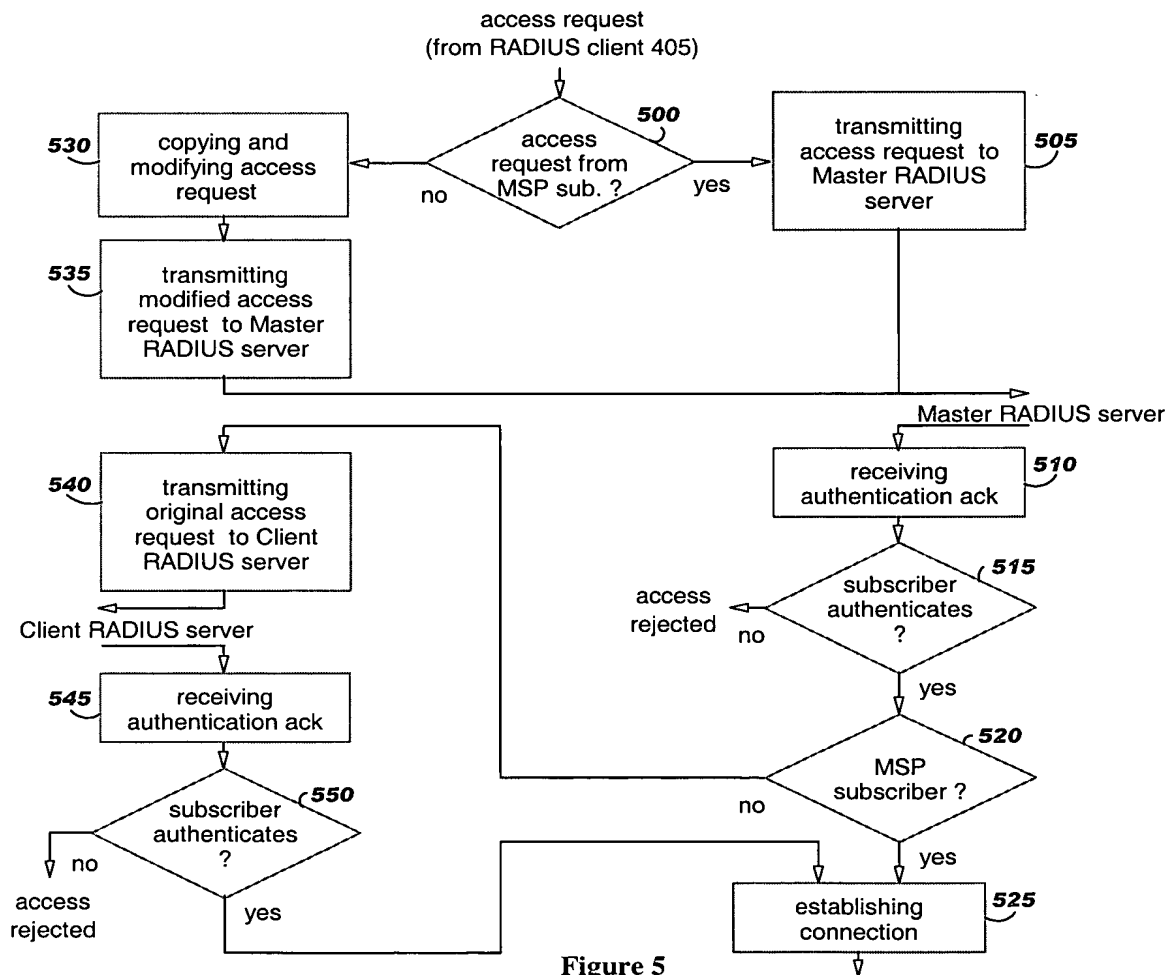 access request
(from RADIUS client 405)
500
access
request from
MSP sub. ?
no
yes
530
copying and
modifying access
request
transmitting
access request to
Master RADIUS
server
505
535
transmitting
modified access
request to Master
RADIUS server
Master RADIUS server
540
transmitting
original access
request to Client
RADIUS server
receiving
authentication ack
510
515
subscriber
authenticates
?
access
rejected
no
yes
Client RADIUS server
545
receiving
authentication ack
520
MSP
subscriber ?
no
yes
550
subscriber
authenticates
?
no
access
rejected
yes
establishing
connection
525
Figure 5